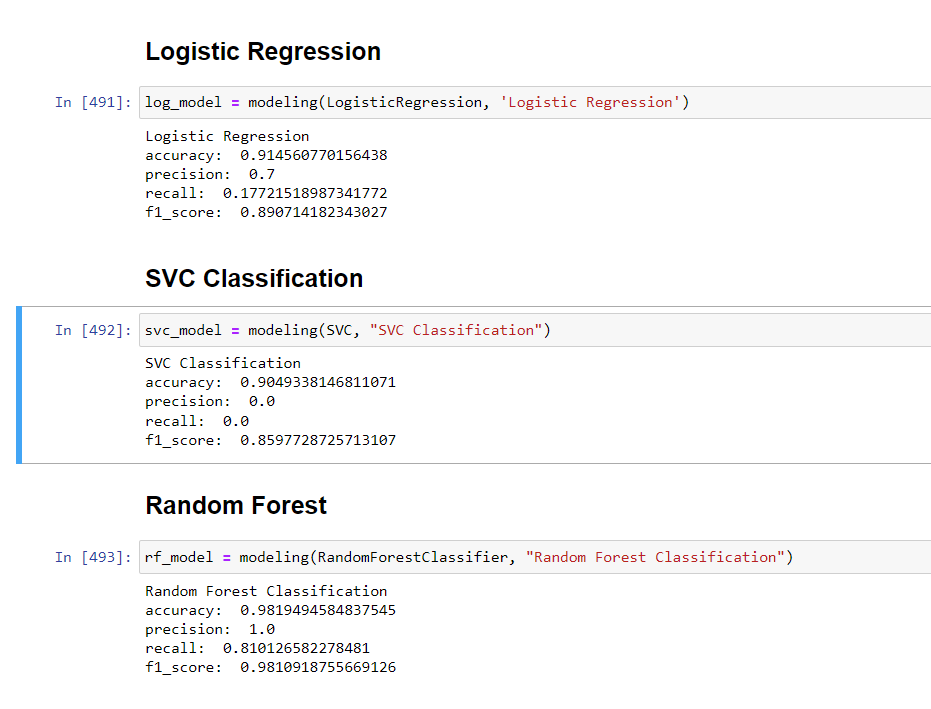 Logistic Regression
In [491]: log_model = modeling(LogisticRegression, 'Logistic Regression')
Logistic Regression
accuracy:  0.914560770156438
precision:  0.7
recall:  0.17721518987341772
f1_score:  0.890714182343027
SVC Classification
In [492]: svc_model = modeling(SVC, "SVC Classification")
SVC Classification
accuracy:  0.9049338146811071
precision:  0.0
recall:  0.0
f1_score:  0.8597728725713107
Random Forest
In [493]: rf_model = modeling(RandomForestClassifier, "Random Forest Classification")
Random Forest Classification
accuracy:  0.9819494584837545
precision:  1.0
recall:  0.810126582278481
f1_score:  0.9810918755669126